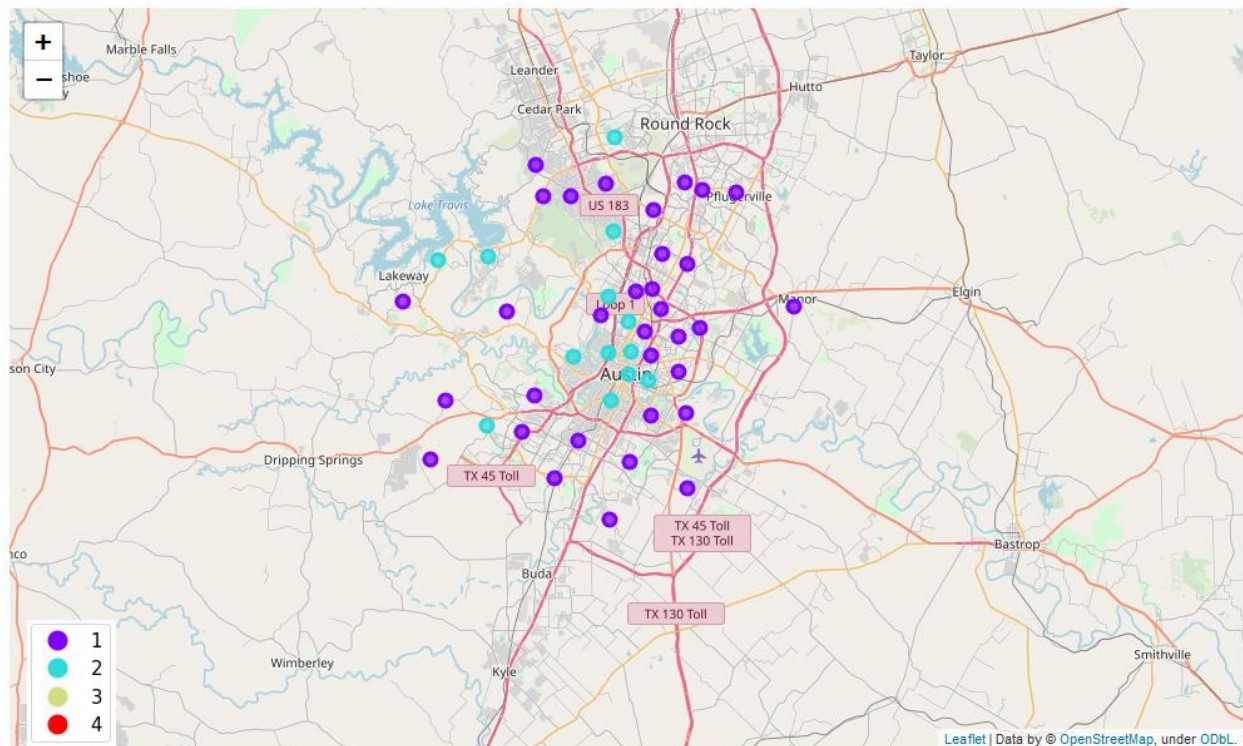 +
−
Marble Falls
shoe
Taylor
Leander
Hutto
Cedar Park
Round Rock
US 183
Pflugerville
Lake Travis
Lakeway
Elgin
Loop 1
Manor
son City
Austin
Dripping Springs
TX 45 Toll
TX 45 Toll
TX 130 Toll
Bastrop
nco
Buda
TX 130 Toll
1
2
3
4
Wimberley
Kyle
Smithville
Leaflet | Data by © OpenStreetMap, under ODbL.